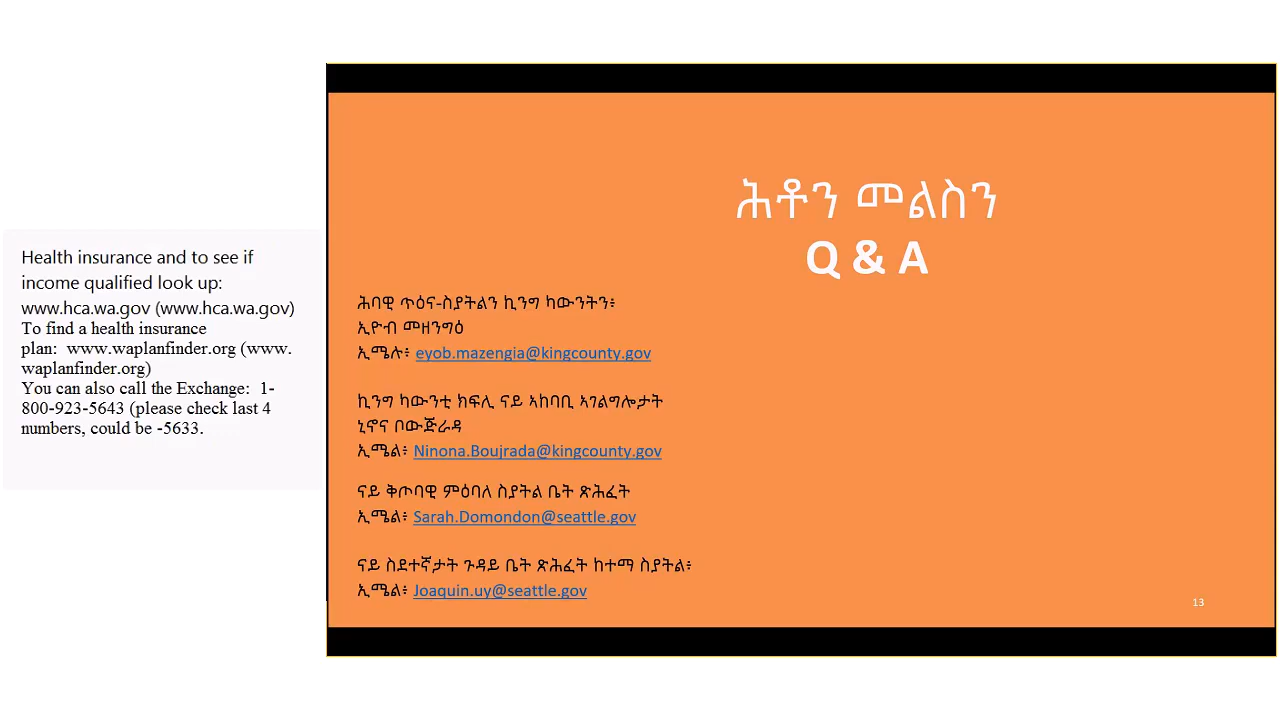 Health insurance and to see if
income qualified look up:
www.hca.wa.gov (www.hca.wa.gov)
To find a health insurance
plan:  www.waplanfinder.org (www.
waplanfinder.org)
You can also call the Exchange:  1-
800-923-5643 (please check last 4
numbers, could be -5633.
ሕቶን መልስን
Q & A
ሕባዊ ጥዕና-ስያትልን ኪንግ ካውንትን፥
ኢዮብ መዘንግዕ
ኢሜሉ፥ eyob.mazengia@kingcounty.gov
ኪንግ ካውንቲ ክፍሊ ናይ ኣከባቢ ኣገልግሎታት
ኒኖና ቦውጅራዳ
ኢሜል፥ Ninona.Boujrada@kingcounty.gov
ናይ ቅጦባዊ ምዕባለ ስያትል ቤት ጽሕፈት
ኢሜል፥ Sarah.Domondon@seattle.gov
ናይ ስደተኛታት ጉዳይ ቤት ጽሕፈት ከተማ ስያትል፥
ኢሜል፥ Joaquin.uy@seattle.gov
13